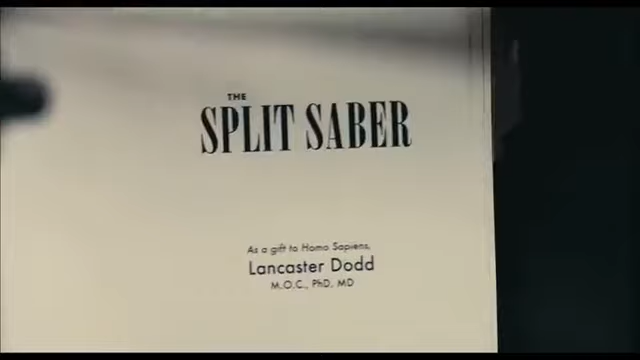 THE
SPLIT SABER
As a gift to Homo Sapiens,
Lancaster Dodd
M.O.C., PhD, MD